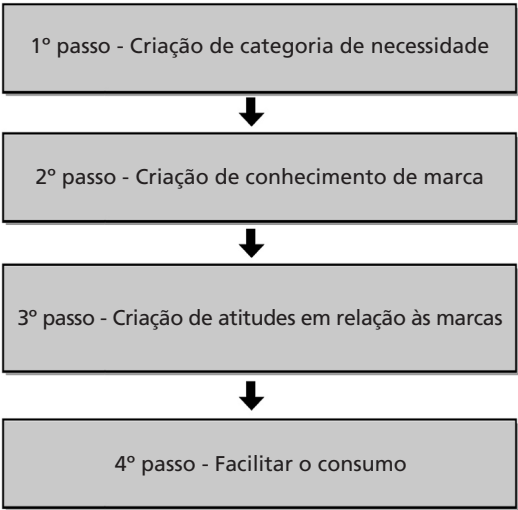 1º passo - Criação de categoria de necessidade
2º passo - Criação de conhecimento de marca
3º passo - Criação de atitudes em relação às marcas
4º passo - Facilitar o consumo